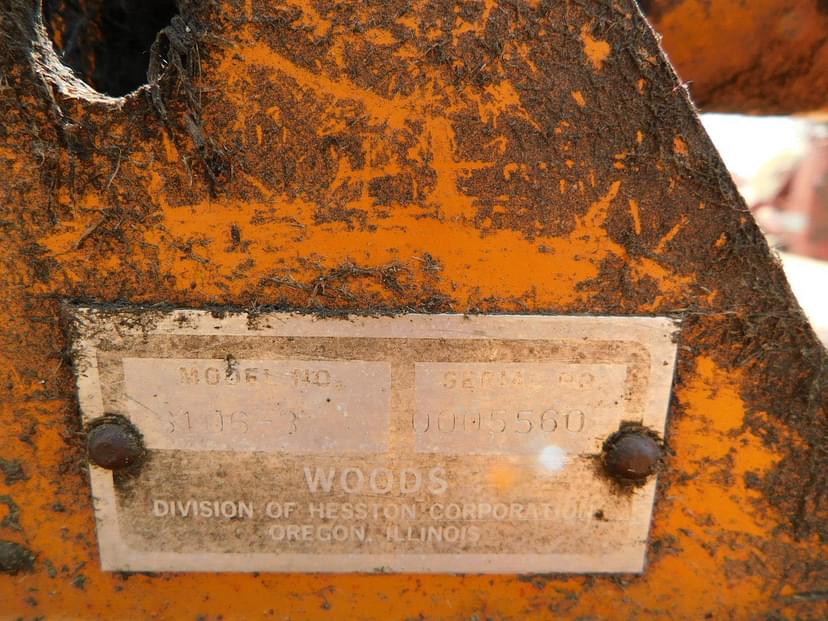 MODEL NO. SERIAL NO.
0005560
WOODS
DIVISION OF HESSTON CORPORATION
OREGON, ILLINOIS